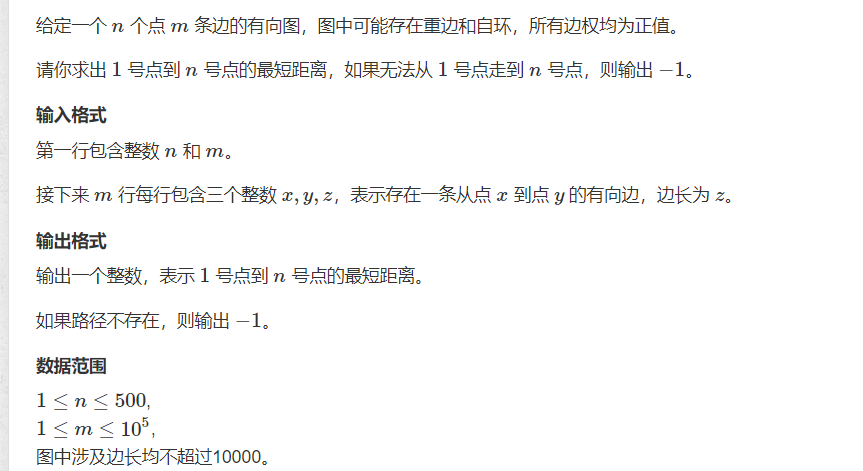 给定一个 n 个点 m 条边的有向图，图中可能存在重边和自环，所有边权均为正值。
请你求出 1 号点到 n 号点的最短距离，如果无法从 1 号点走到 n 号点，则输出 −1。
输入格式
第一行包含整数 n 和 m。
接下来 m 行每行包含三个整数 x, y, z，表示存在一条从点 x 到点 y 的有向边，边长为 z。
输出格式
输出一个整数，表示 1 号点到 n 号点的最短距离。
如果路径不存在，则输出 −1。
数据范围
1 ≤ n ≤ 500,
1 ≤ m ≤ 10⁵,
图中涉及边长均不超过10000。